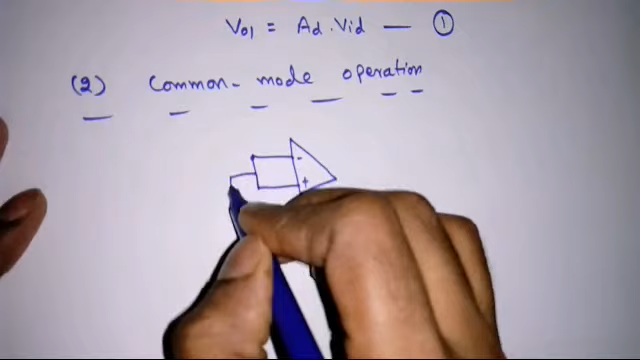 Vo1 = Ad.Vid — ①
(2) Common-mode operation
-
+